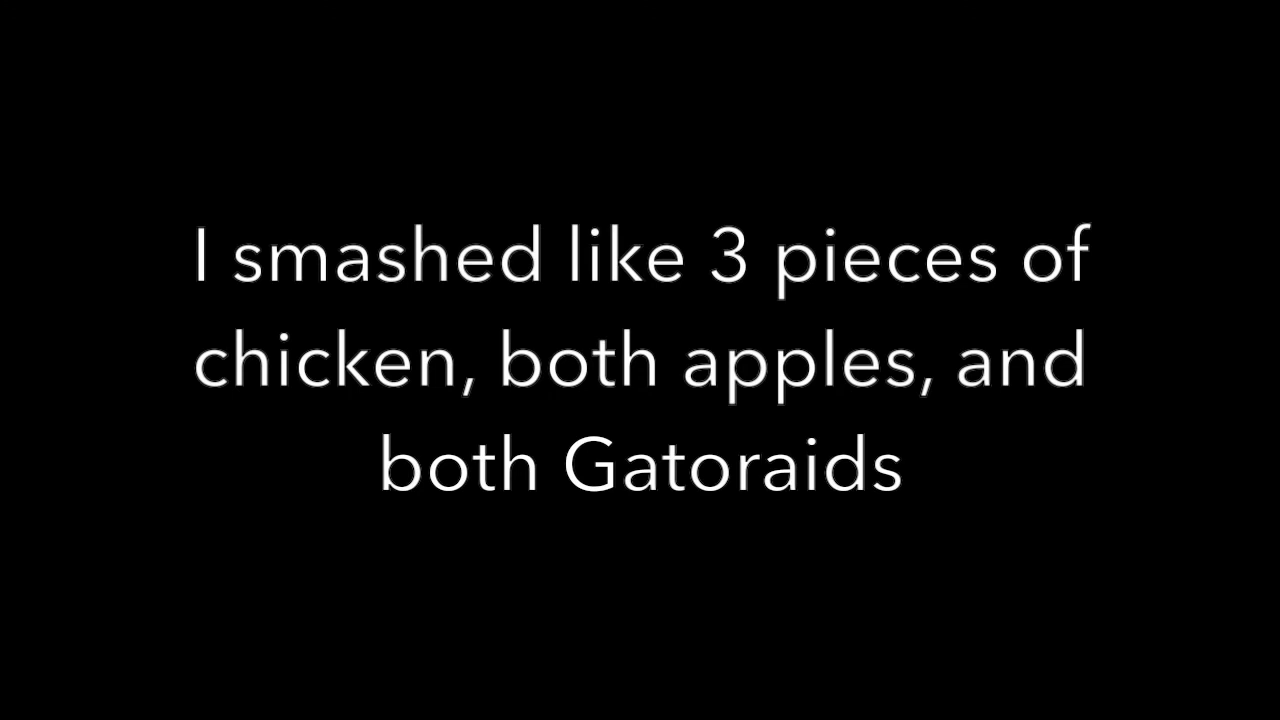 I smashed like 3 pieces of
chicken, both apples, and
both Gatoraids